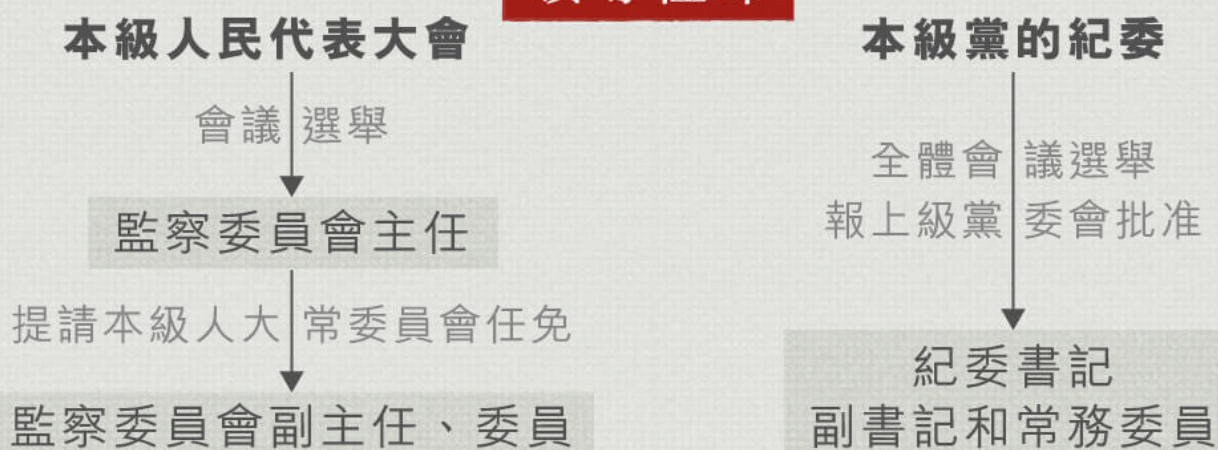 本級人民代表大會
會議選舉
監察委員會主任
提請本級人大常委員會任免
監察委員會副主任、委員
本級黨的紀委
全體會議選舉
報上級黨委會批准
紀委書記
副書記和常務委員